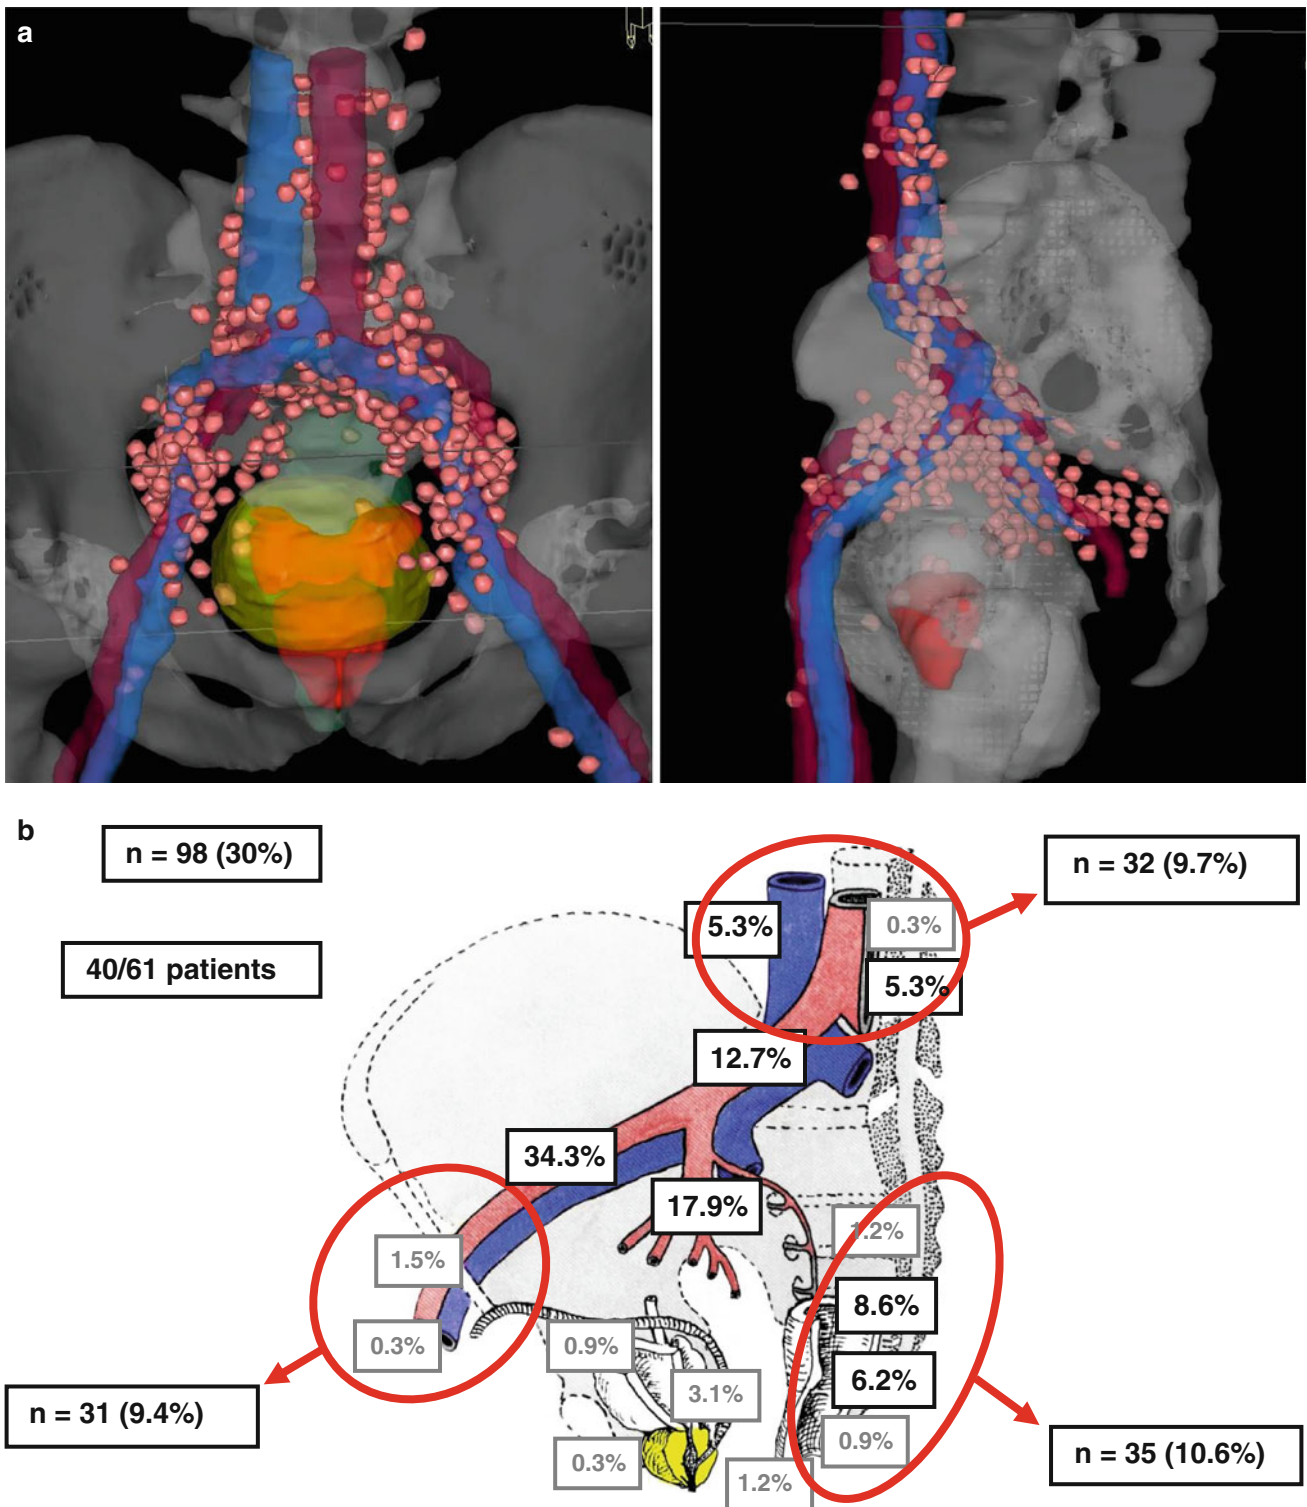 a
b
n = 98 (30%)
n = 32 (9.7%)
5.3%
0.3%
40/61 patients
5.3%
12.7%
34.3%
17.9%
1.2%
1.5%
8.6%
0.3%
0.9%
6.2%
3.1%
n = 31 (9.4%)
0.9%
n = 35 (10.6%)
0.3%
1.2%